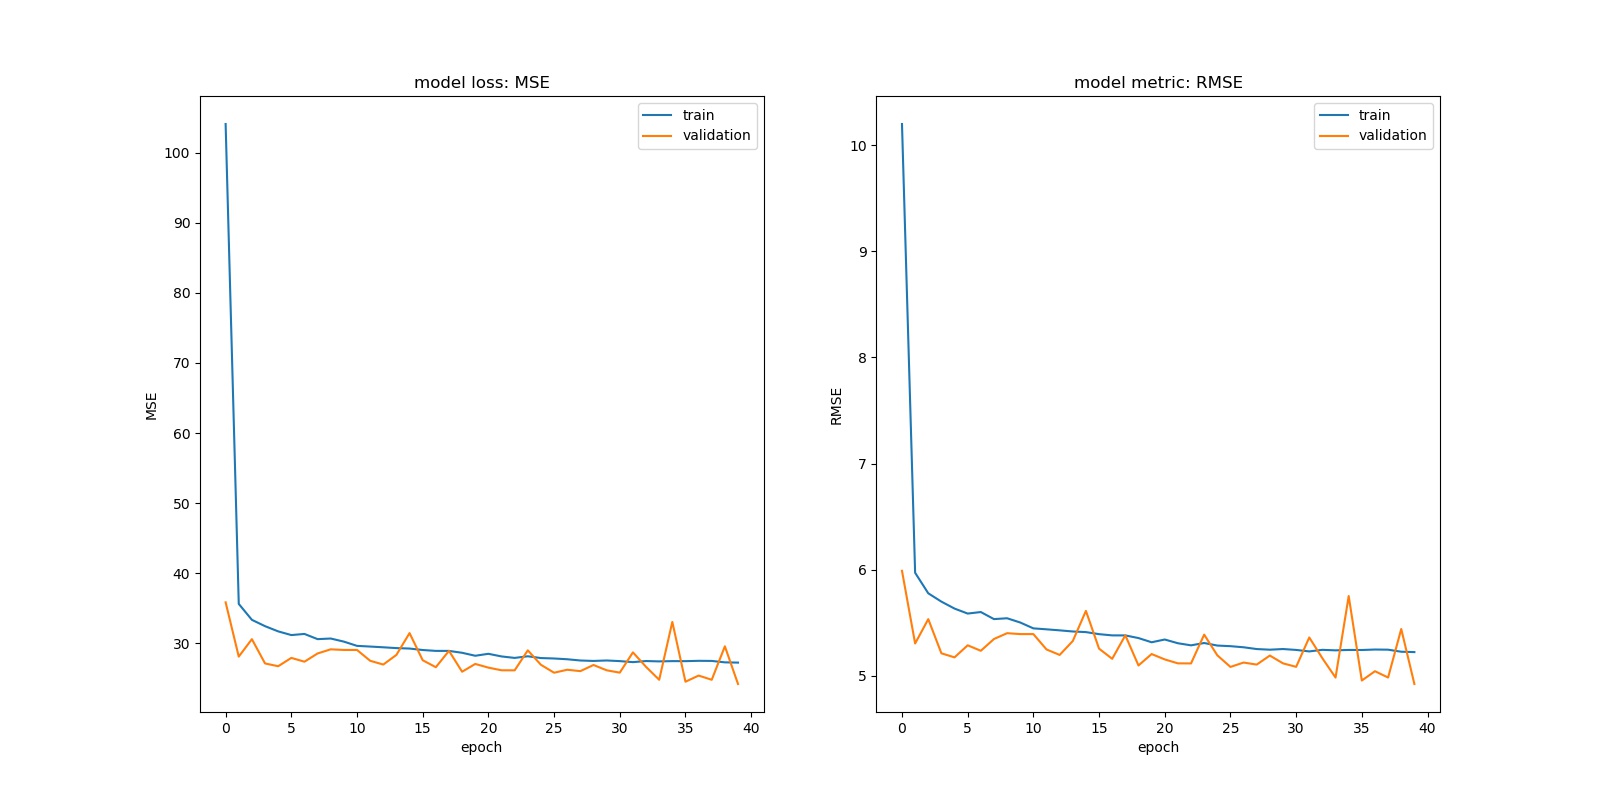 model loss: MSE
train
validation
100
90
80
70
60
50
40
30
MSE
0 5 10 15 20 25 30 35 40
epoch
model metric: RMSE
train
validation
10
9
8
7
6
5
RMSE
0 5 10 15 20 25 30 35 40
epoch